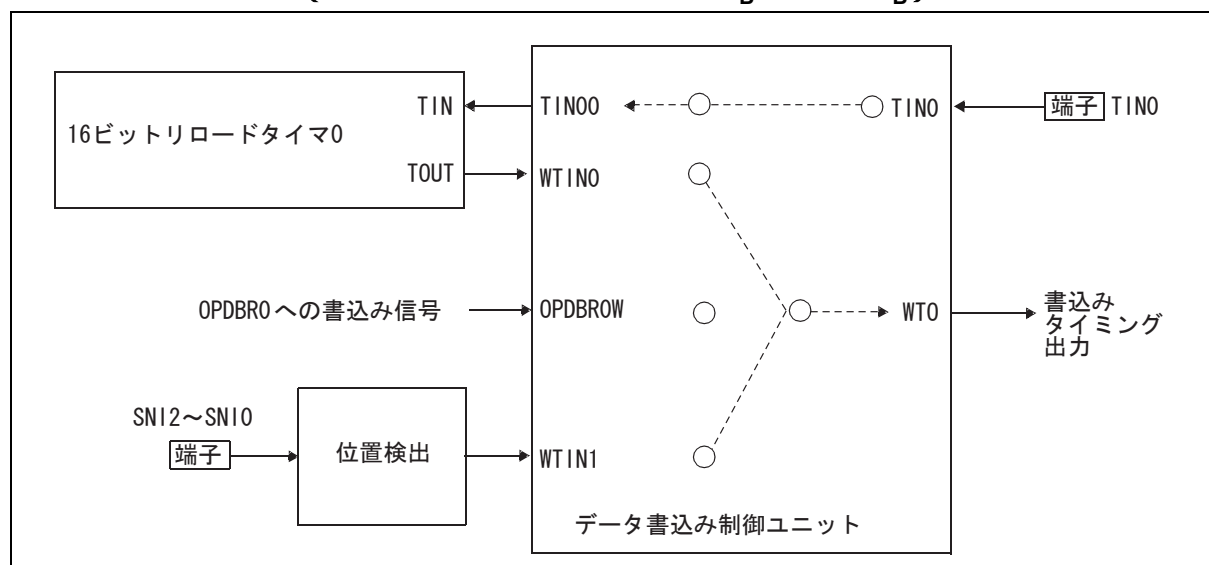 TIN
TIN00
TIN0
端子 TIN0
16ビットリロードタイマ0
TOUT
WTIN0
OPDBR0への書込み信号
OPDBR0W
WTO
書込み
タイミング
出力
SNI2～SNI0
端子
位置検出
WTIN1
データ書込み制御ユニット